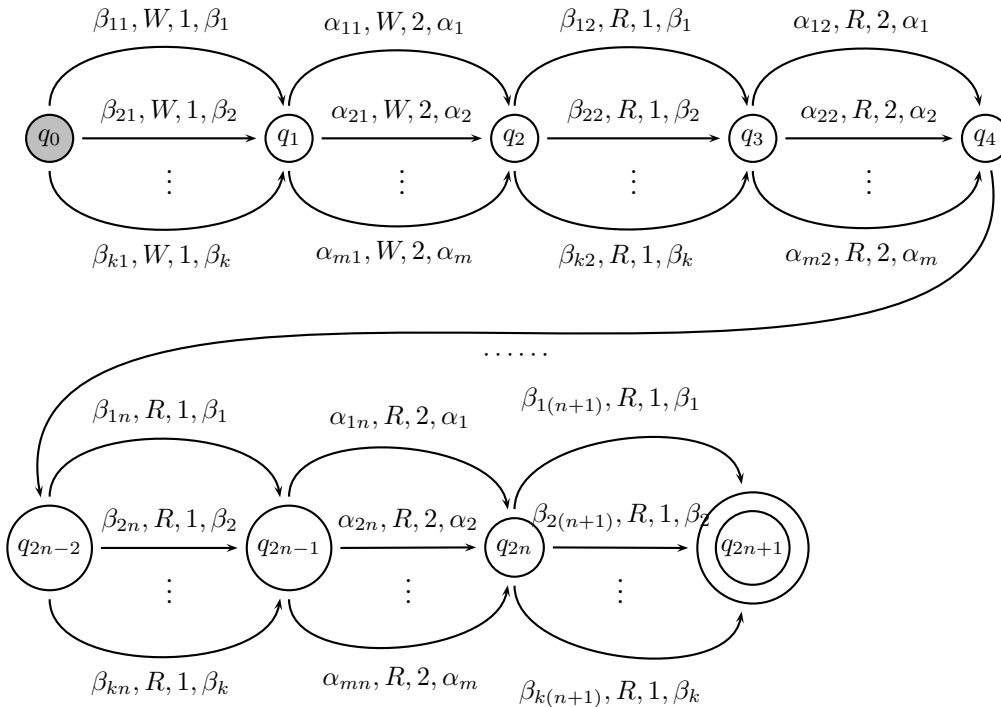 β₁₁, W, 1, β₁ α₁₁, W, 2, α₁ β₁₂, R, 1, β₁ α₁₂, R, 2, α₁
β₂₁, W, 1, β₂ α₂₁, W, 2, α₂ β₂₂, R, 1, β₂ α₂₂, R, 2, α₂
q₀ q₁ q₂ q₃ q₄
⋮ ⋮ ⋮ ⋮
βₖ₁, W, 1, βₖ αₘ₁, W, 2, αₘ βₖ₂, R, 1, βₖ αₘ₂, R, 2, αₘ
......
β₁ₙ, R, 1, β₁ α₁ₙ, R, 2, α₁ β₁₍ₙ₊₁₎, R, 1, β₁
β₂ₙ, R, 1, β₂ α₂ₙ, R, 2, α₂ β₂₍ₙ₊₁₎, R, 1, β₂
q₂ₙ₋₂ q₂ₙ₋₁ q₂ₙ q₂ₙ₊₁
⋮ ⋮ ⋮
βₖₙ, R, 1, βₖ αₘₙ, R, 2, αₘ βₖ₍ₙ₊₁₎, R, 1, βₖ